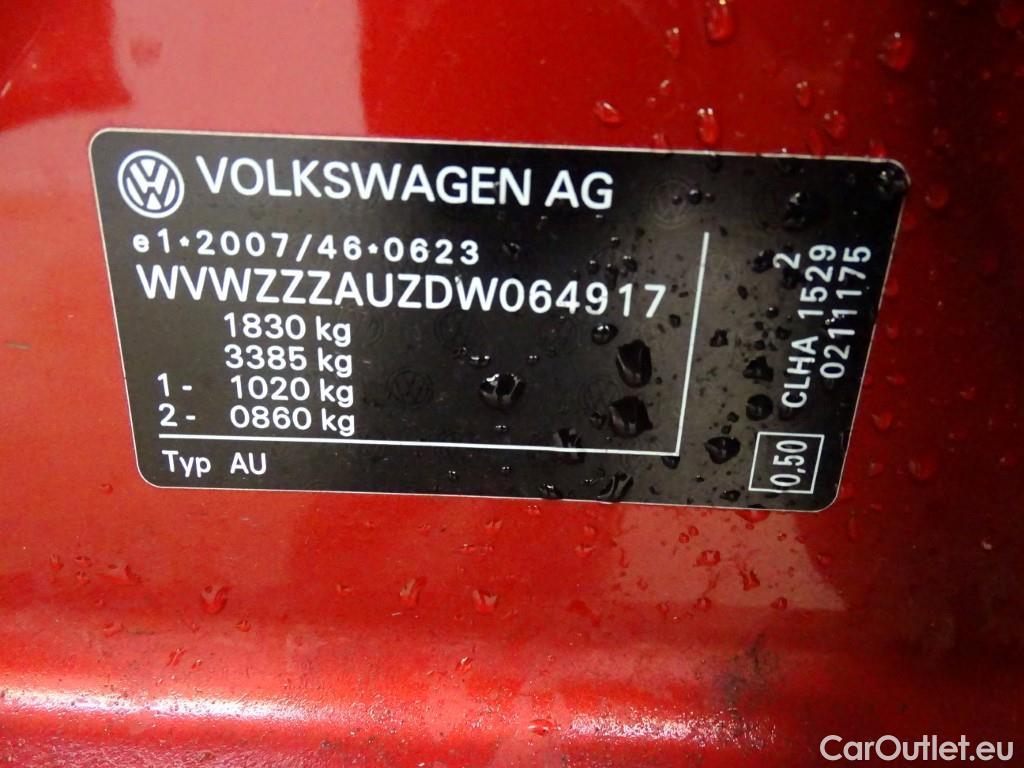 VOLKSWAGEN AG
e1*2007/46*0623
WVWZZZAUZDW064917
1830 kg
3385 kg
1- 1020 kg
2- 0860 kg
Typ AU
2
CLHA 1529
0211175
0,50
CarOutlet.eu